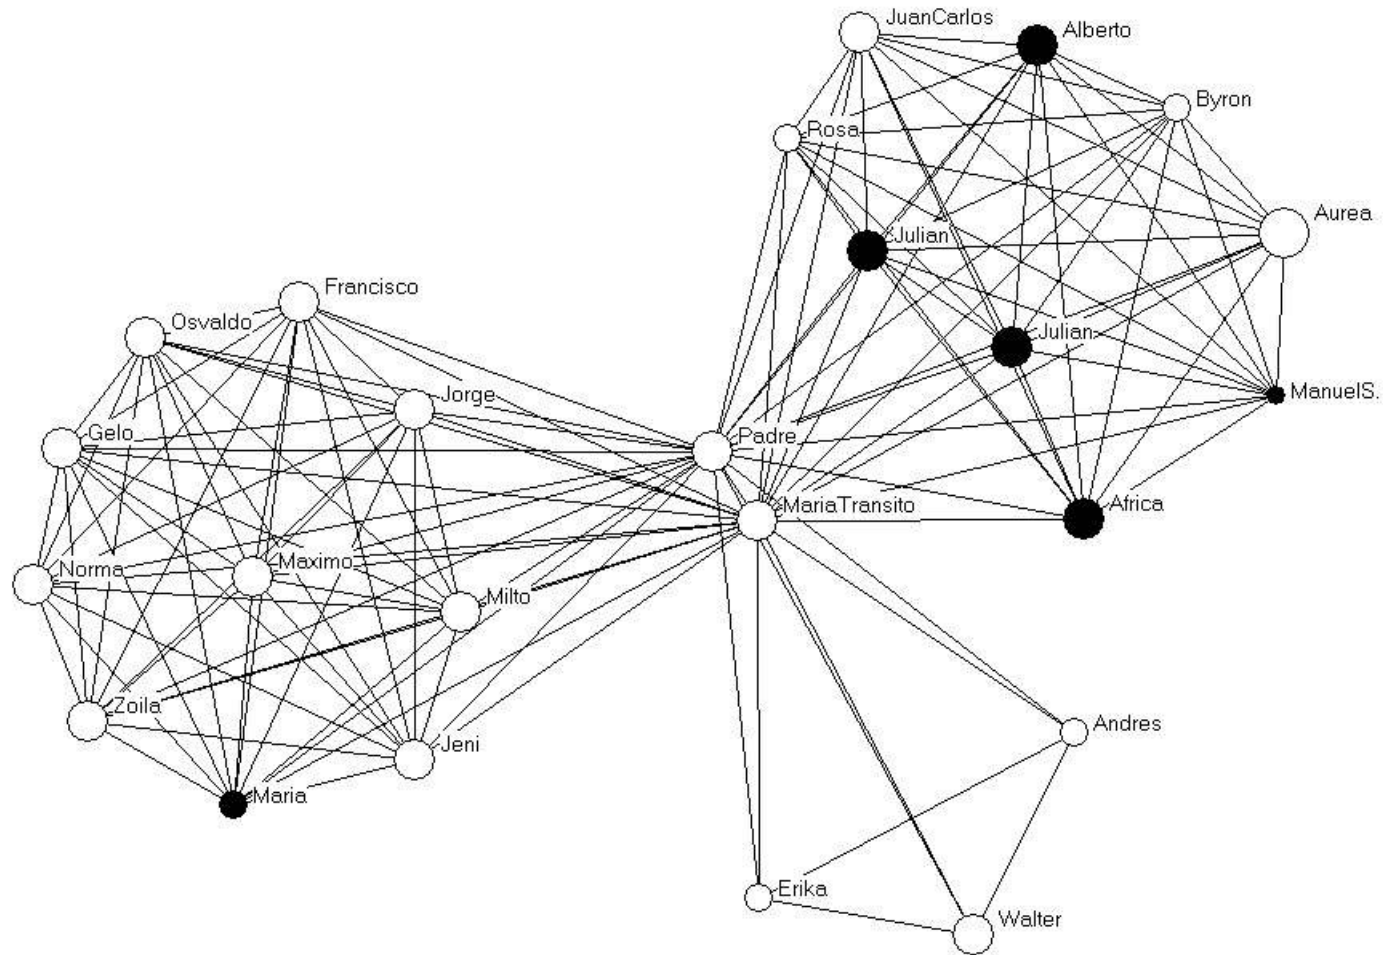 JuanCarlos
Alberto
Byron
Rosa
Aurea
Julian
Francisco
Osvaldo
Julian
ManuelS.
Jorge
Gelo
Padre
MariaTransito
Africa
Maximo
Norma
Milto
Zoila
Andres
Jeni
Maria
Erika
Walter